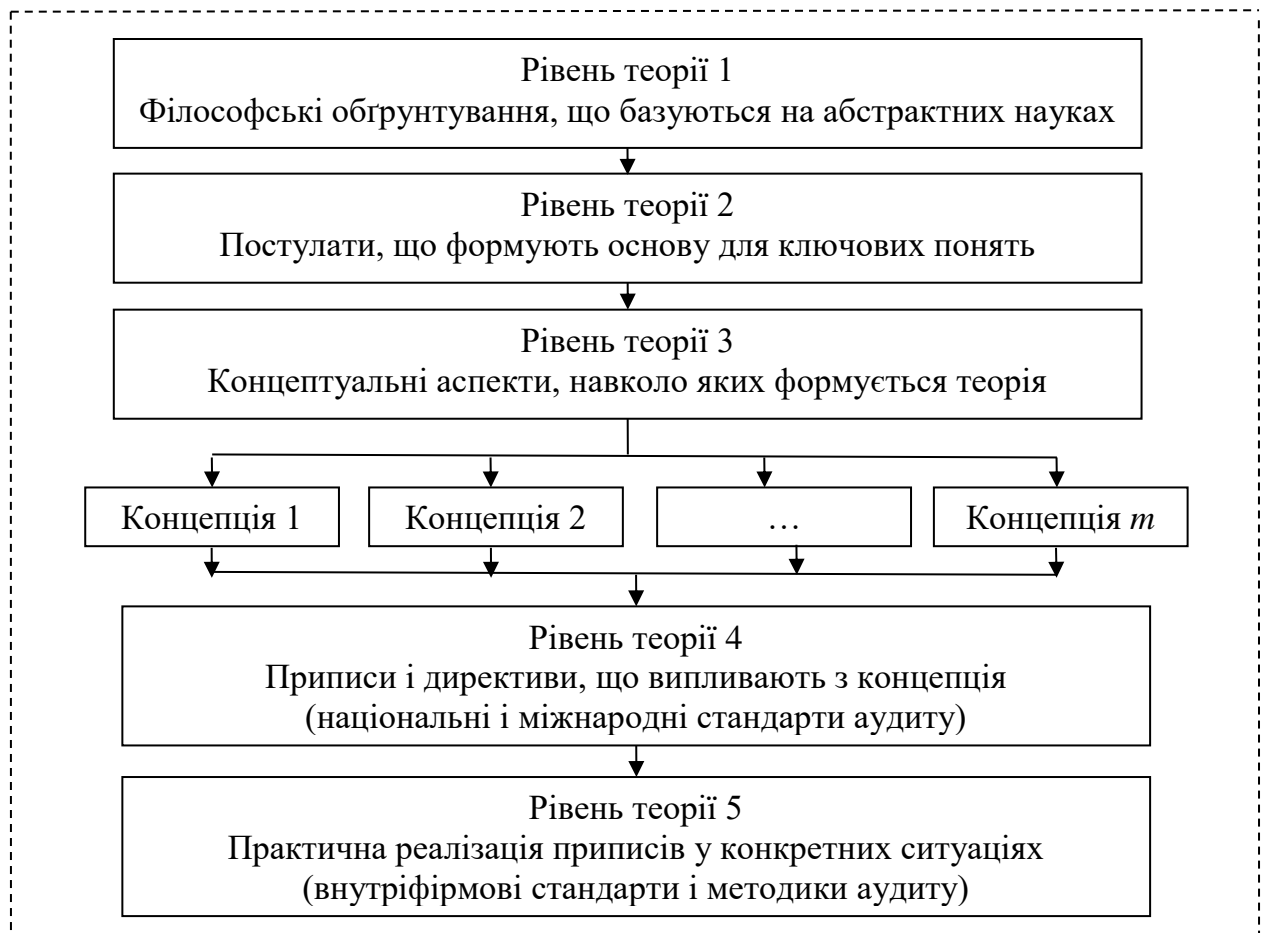 Рівень теорії 1
Філософські обґрунтування, що базуються на абстрактних науках
Рівень теорії 2
Постулати, що формують основу для ключових понять
Рівень теорії 3
Концептуальні аспекти, навколо яких формується теорія
Концепція 1
Концепція 2
…
Концепція m
Рівень теорії 4
Приписи і директиви, що випливають з концепція
(національні і міжнародні стандарти аудиту)
Рівень теорії 5
Практична реалізація приписів у конкретних ситуаціях
(внутріфірмові стандарти і методики аудиту)